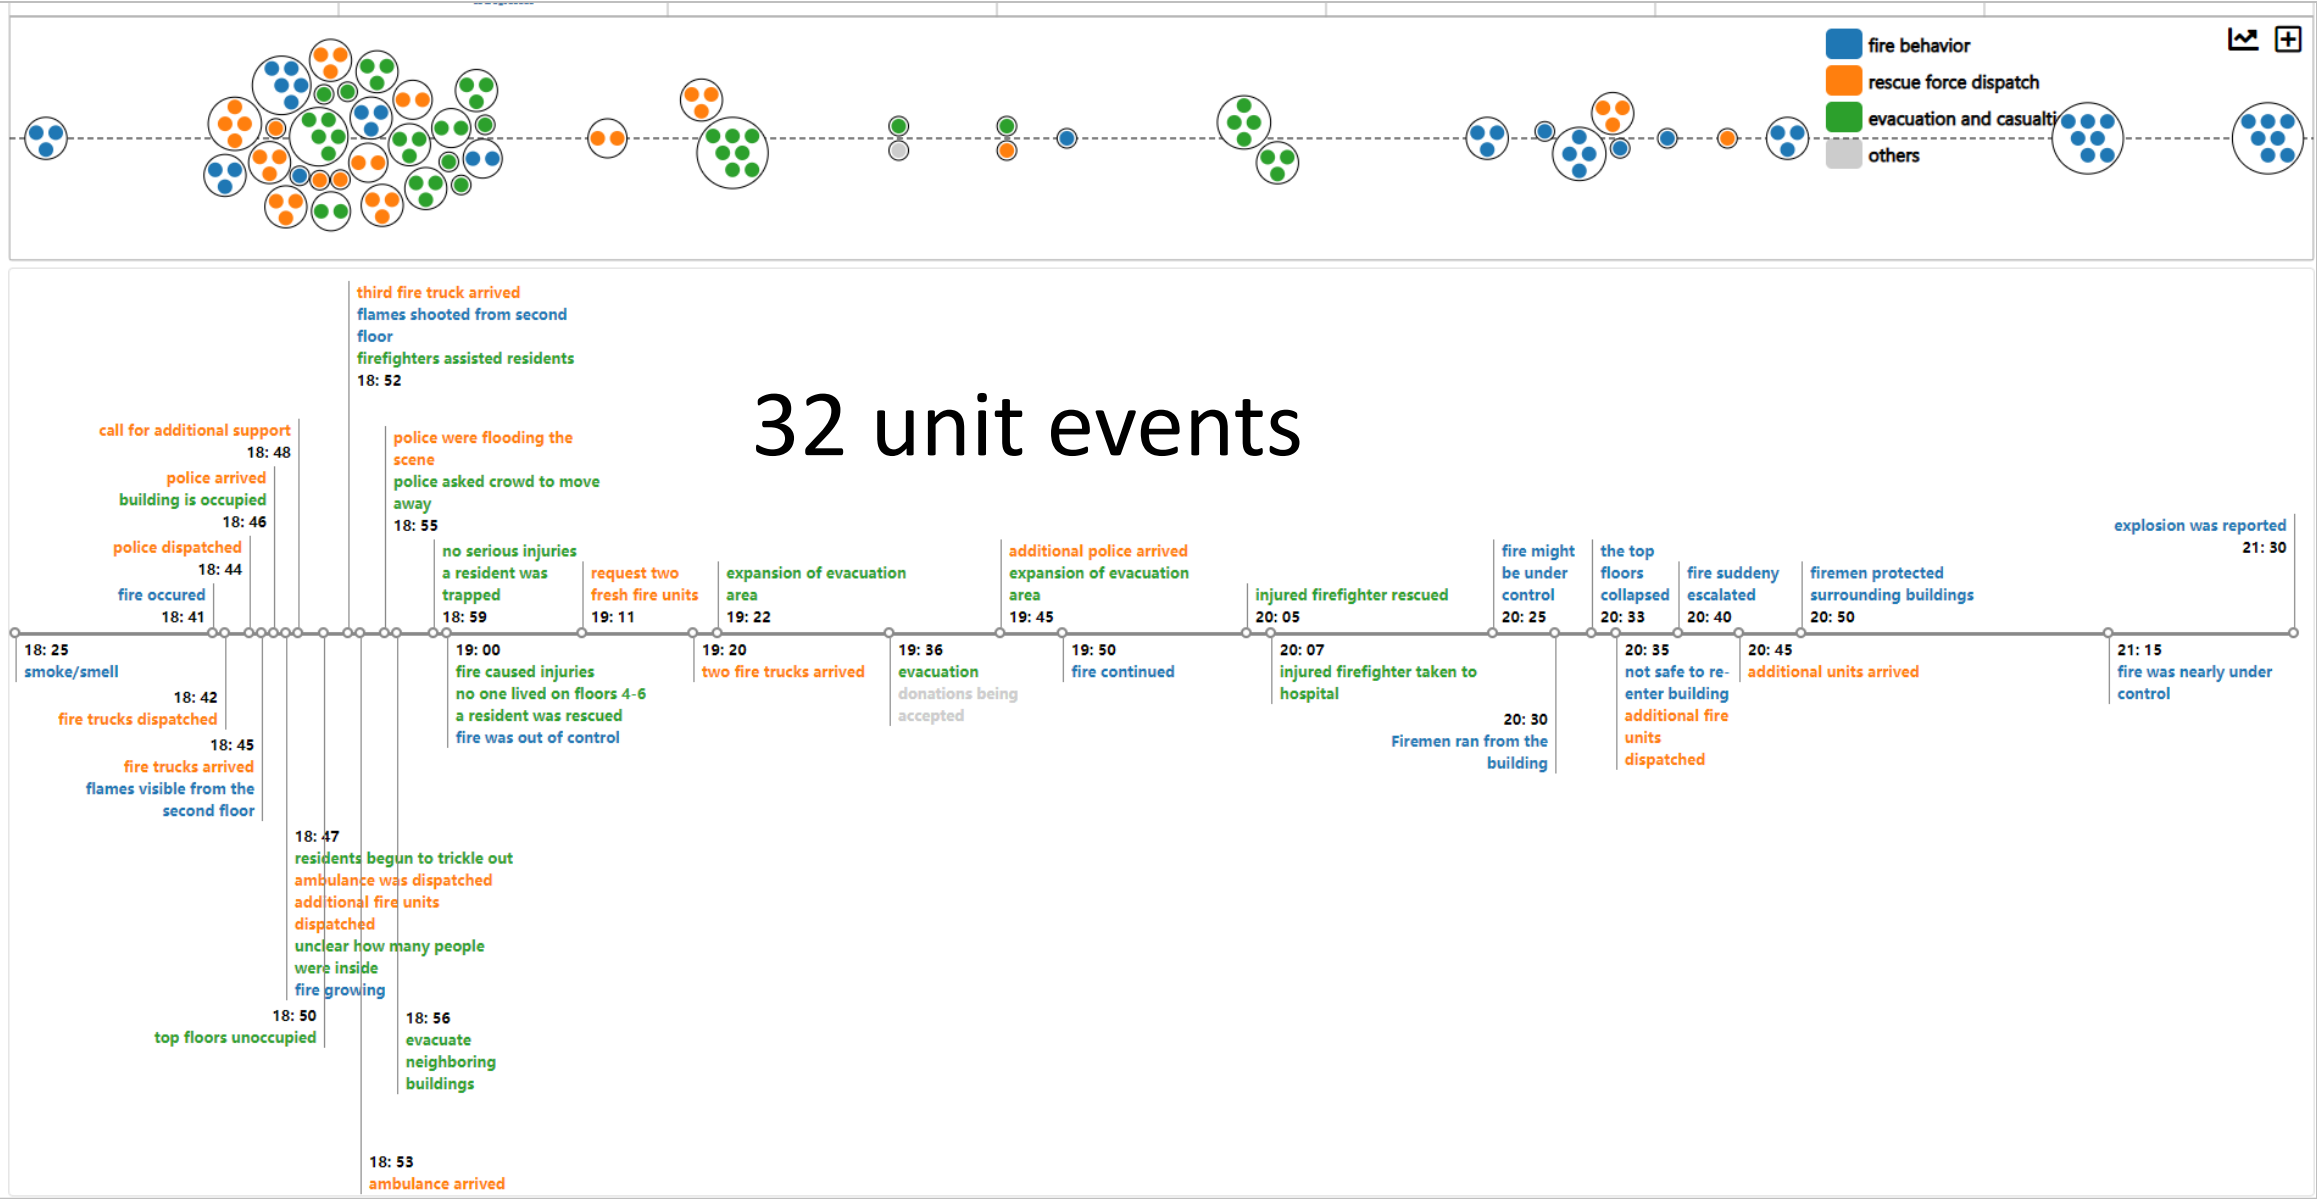 fire behavior
rescue force dispatch
evacuation and casualti
others
third fire truck arrived
flames shooted from second
floor
firefighters assisted residents
18: 52
32 unit events
call for additional support
18: 48
police were flooding the
scene
police asked crowd to move
away
18: 55
police arrived
building is occupied
18: 46
police dispatched
18: 44
fire occured
18: 41
no serious injuries
a resident was
trapped
18: 59
request two
fresh fire units
19: 11
expansion of evacuation
area
19: 22
additional police arrived
expansion of evacuation
area
19: 45
injured firefighter rescued
20: 05
fire might
be under
control
20: 25
the top
floors
collapsed
20: 33
fire suddeny
escalated
20: 40
firemen protected
surrounding buildings
20: 50
explosion was reported
21: 30
18: 25
smoke/smell
18: 42
fire trucks dispatched
18: 45
fire trucks arrived
flames visible from the
second floor
18: 47
residents begun to trickle out
ambulance was dispatched
additional fire units
dispatched
unclear how many people
were inside
fire growing
18: 50
top floors unoccupied
18: 53
ambulance arrived
18: 56
evacuate
neighboring
buildings
19: 00
fire caused injuries
no one lived on floors 4-6
a resident was rescued
fire was out of control
19: 20
two fire trucks arrived
19: 36
evacuation
donations being
accepted
19: 50
fire continued
20: 07
injured firefighter taken to
hospital
20: 30
Firemen ran from the
building
20: 35
not safe to re-
enter building
additional fire
units
dispatched
20: 45
additional units arrived
21: 15
fire was nearly under
control